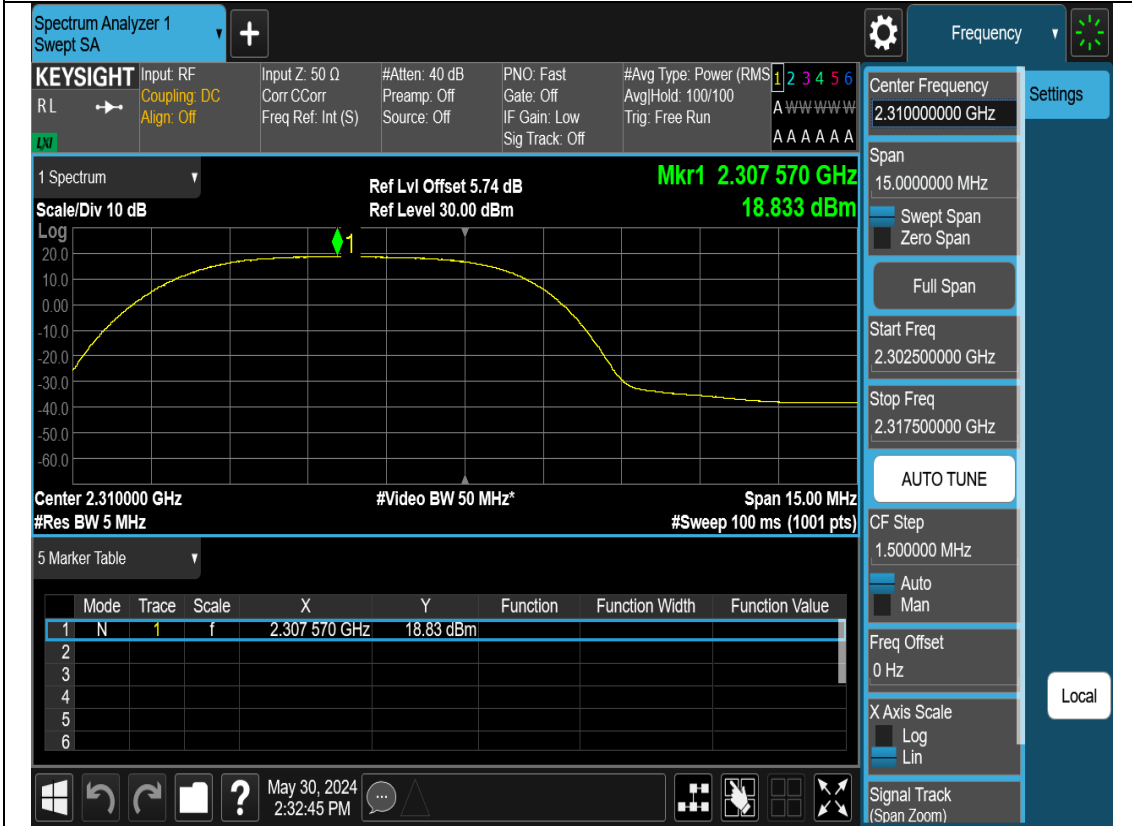 Spectrum Analyzer 1
Swept SA
+
Frequency
KEYSIGHT
R L
LXI
Input: RF
Coupling: DC
Align: Off
Input Z: 50 Ω
Corr CCorr
Freq Ref: Int (S)
#Atten: 40 dB
Preamp: Off
Source: Off
PNO: Fast
Gate: Off
IF Gain: Low
Sig Track: Off
#Avg Type: Power (RMS
Avg|Hold: 100/100
Trig: Free Run
1 2 3 4 5 6
A W W W W W
A A A A A A
1 Spectrum
Scale/Div 10 dB
Log
Ref Lvl Offset 5.74 dB
Ref Level 30.00 dBm
Mkr1 2.307 570 GHz
18.833 dBm
1
20.0
10.0
0.00
-10.0
-20.0
-30.0
-40.0
-50.0
-60.0
Center 2.310000 GHz
#Video BW 50 MHz*
Span 15.00 MHz
#Res BW 5 MHz
#Sweep 100 ms (1001 pts)
5 Marker Table
Mode Trace Scale X Y Function Function Width Function Value
1 N 1 f 2.307 570 GHz 18.83 dBm
2
3
4
5
6
?
May 30, 2024
2:32:45 PM
Center Frequency
2.310000000 GHz
Settings
Span
15.0000000 MHz
Swept Span
Zero Span
Full Span
Start Freq
2.302500000 GHz
Stop Freq
2.317500000 GHz
AUTO TUNE
CF Step
1.500000 MHz
Auto
Man
Freq Offset
0 Hz
Local
X Axis Scale
Log
Lin
Signal Track
(Span Zoom)